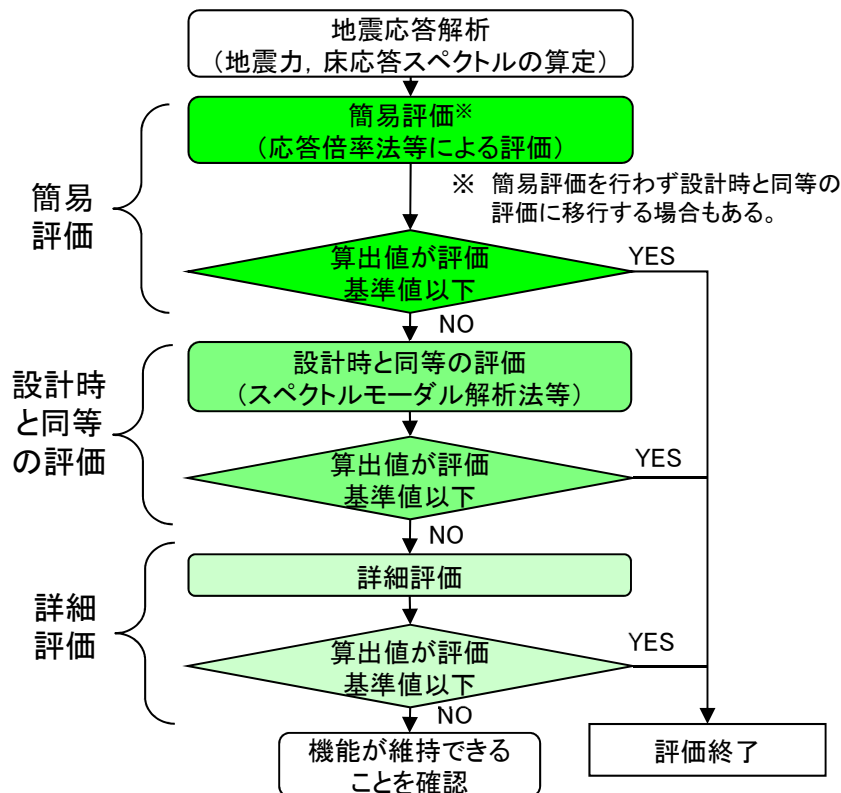 地震応答解析
（地震力，床応答スペクトルの算定）
簡易評価※
（応答倍率法等による評価）
※ 簡易評価を行わず設計時と同等の
評価に移行する場合もある。
簡易
評価
算出値が評価
基準値以下
YES
NO
設計時と同等の評価
（スペクトルモーダル解析法等）
設計時
と同等
の評価
算出値が評価
基準値以下
YES
NO
詳細評価
詳細
評価
算出値が評価
基準値以下
YES
NO
機能が維持できる
ことを確認
評価終了